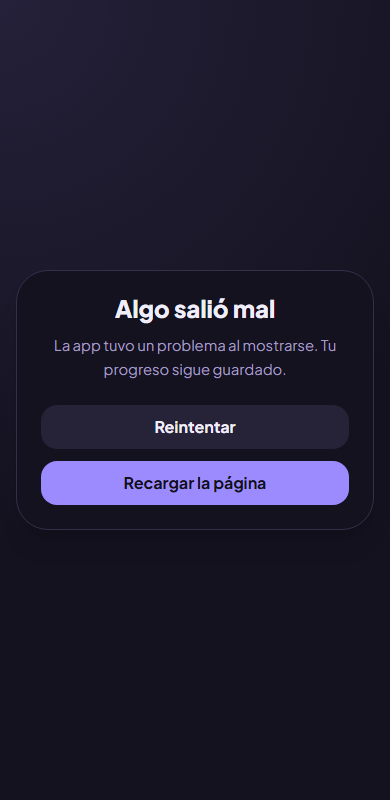 Algo salió mal
La app tuvo un problema al mostrarse. Tu
progreso sigue guardado.
Reintentar
Recargar la página